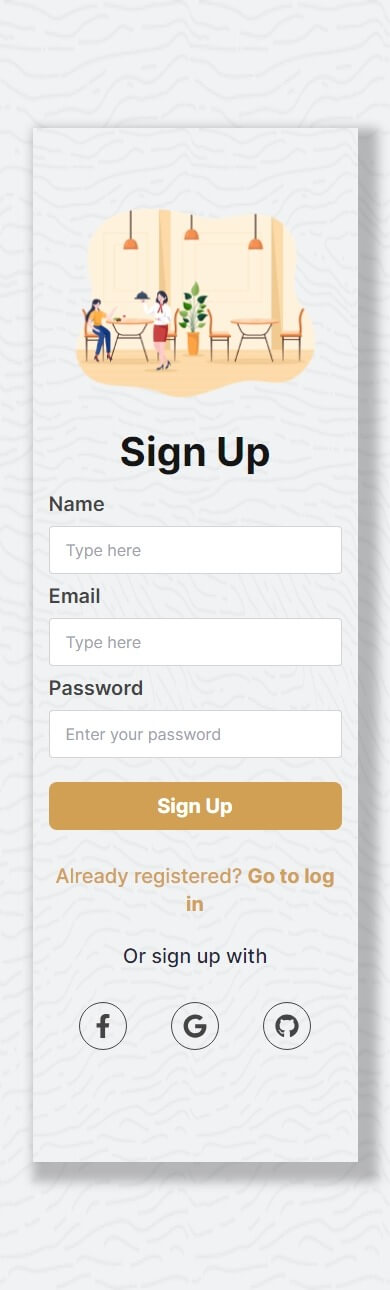 Sign Up
Name
Type here
Email
Type here
Password
Enter your password
Sign Up
Already registered? Go to log
in
Or sign up with